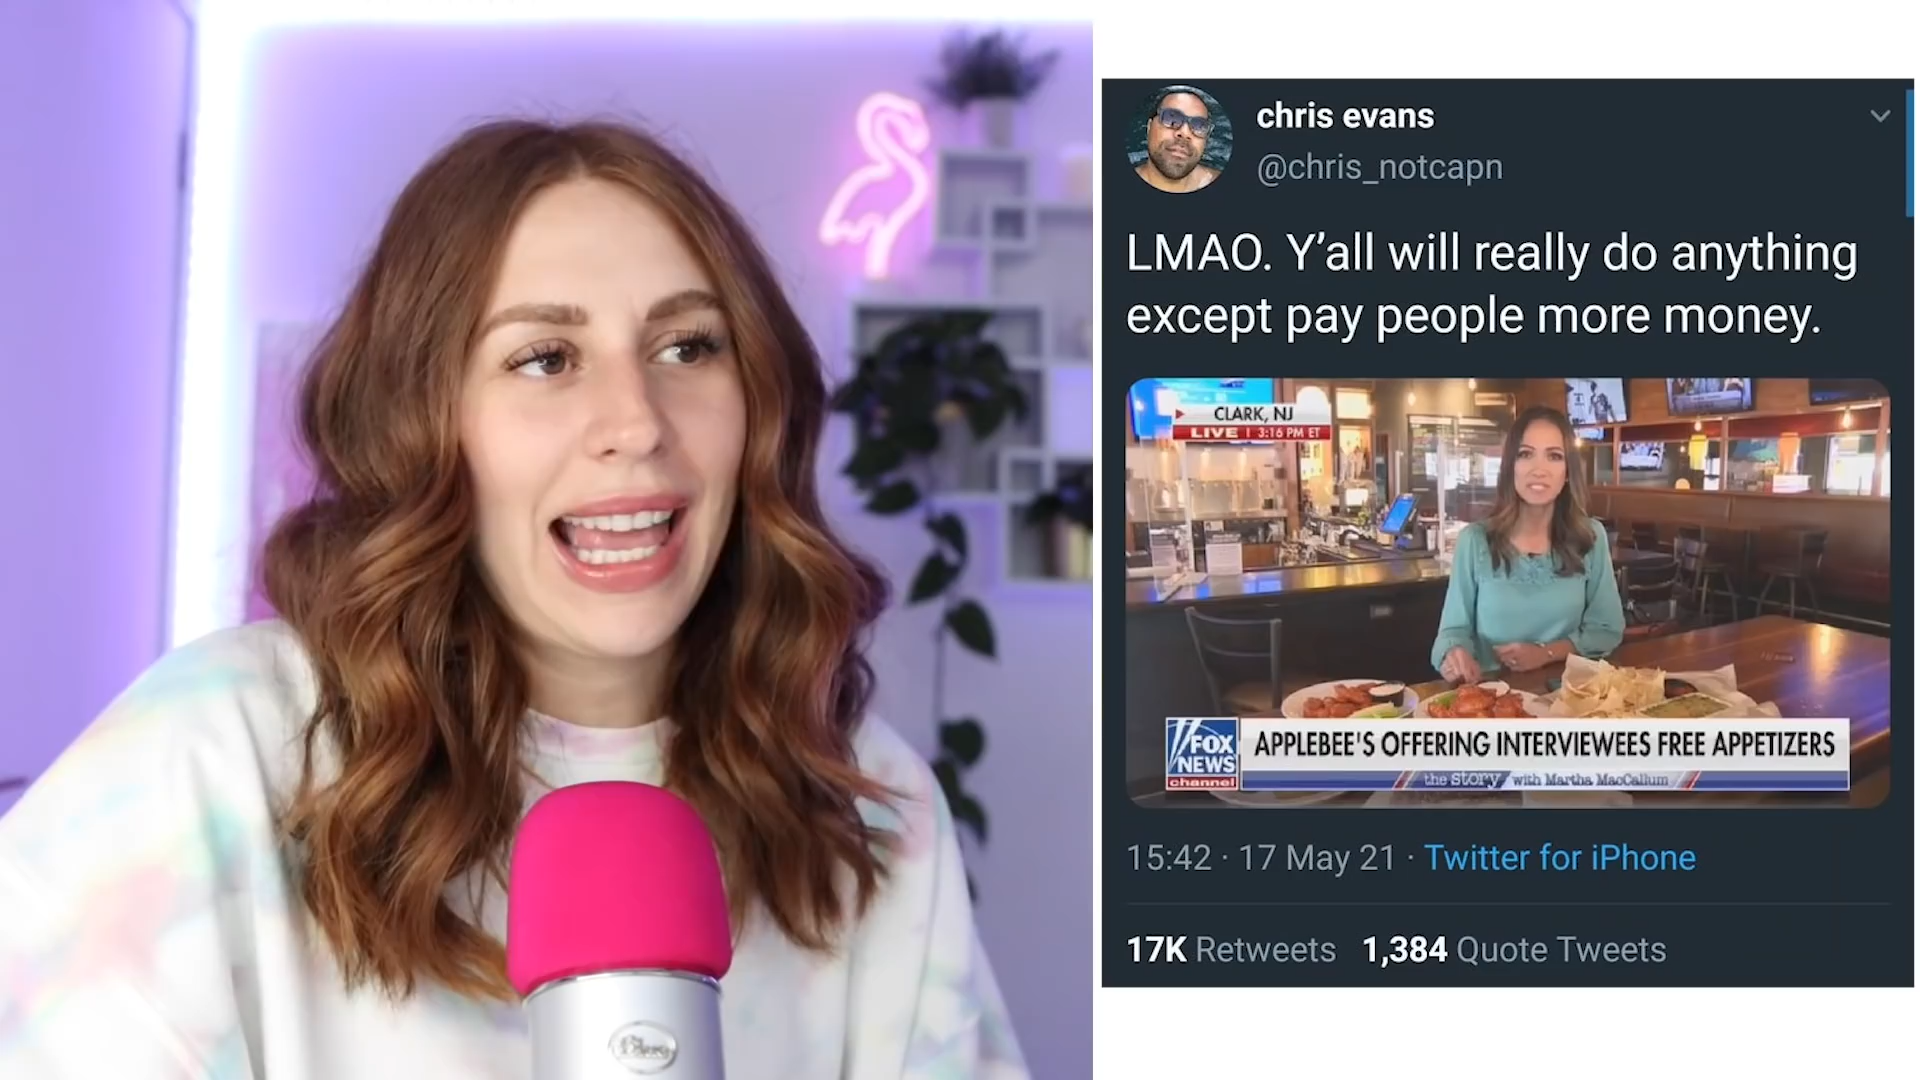 chris evans
@chris_notcapn
LMAO. Y’all will really do anything
except pay people more money.
CLARK, NJ
LIVE | 3:16 PM ET
FOX
NEWS
channel
APPLEBEE'S OFFERING INTERVIEWEES FREE APPETIZERS
the story with Martha MacCallum
15:42 · 17 May 21 · Twitter for iPhone
17K Retweets 1,384 Quote Tweets
Blue